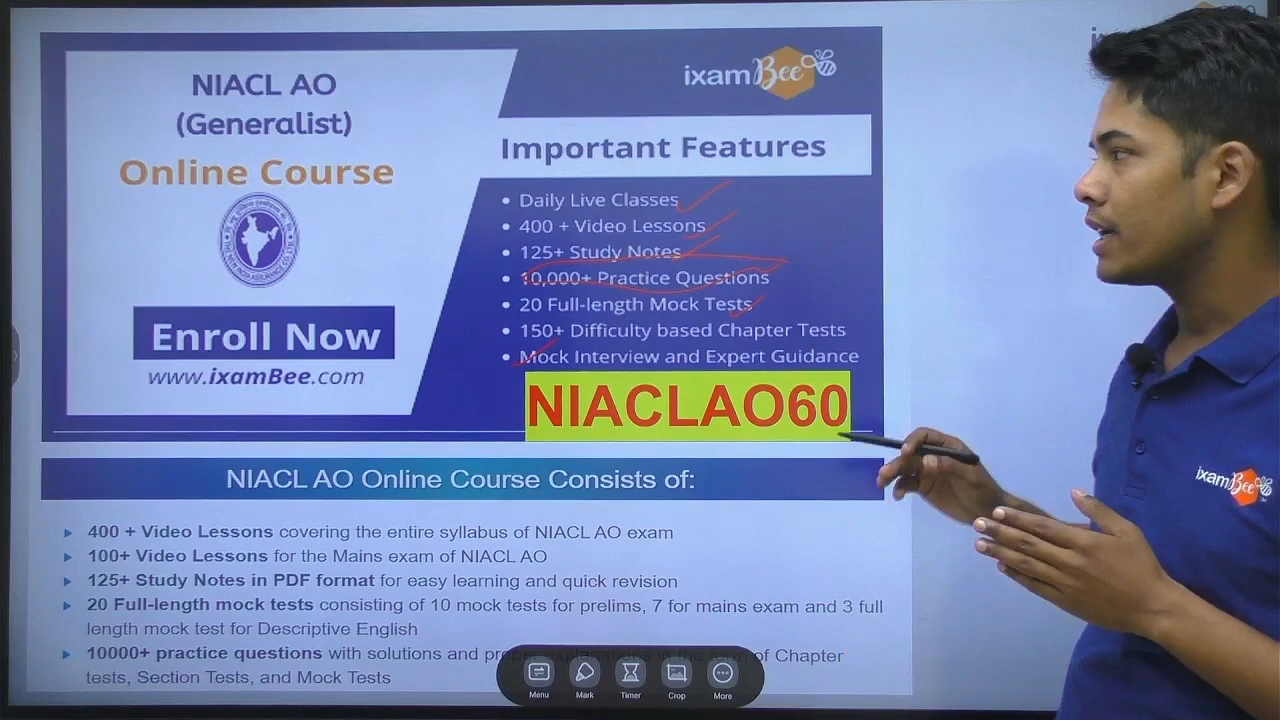 NIACL AO
(Generalist)
Online Course
Enroll Now
www.ixamBee.com
ixamBee
Important Features
• Daily Live Classes
• 400 + Video Lessons
• 125+ Study Notes
• 10,000+ Practice Questions
• 20 Full-length Mock Tests
• 150+ Difficulty based Chapter Tests
• Mock Interview and Expert Guidance
NIACLAO60
NIACL AO Online Course Consists of:
400 + Video Lessons covering the entire syllabus of NIACL AO exam
100+ Video Lessons for the Mains exam of NIACL AO
125+ Study Notes in PDF format for easy learning and quick revision
20 Full-length mock tests consisting of 10 mock tests for prelims, 7 for mains exam and 3 full
length mock test for Descriptive English
10000+ practice questions with solutions and proper explanations in the form of Chapter
tests, Section Tests, and Mock Tests
Menu Mark Timer Crop More
ixamBee